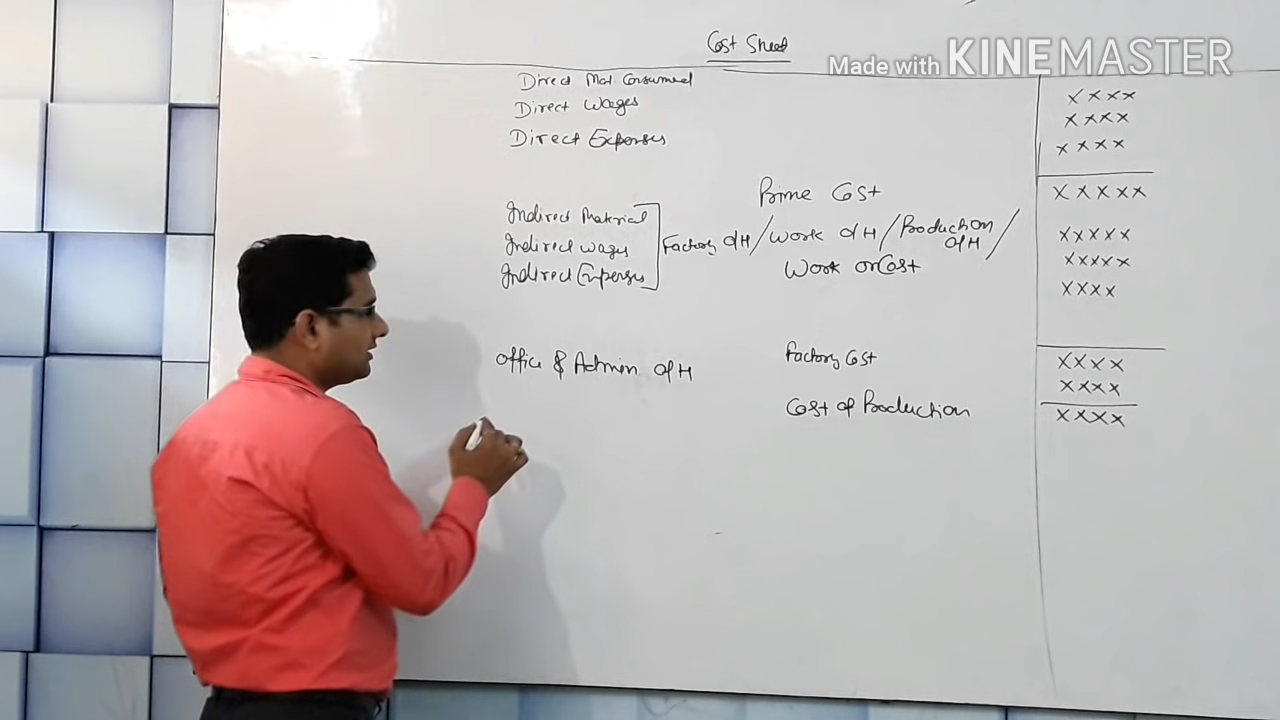 Cost Sheet
Made with KINEMASTER
Direct Mat Consumed xxxx
Direct Wages xxxx
Direct Expenses xxxx
Prime Cost xxxxx
Indirect Material xxxxx
Indirect Wages Factory O/H / Work O/H / Production O/H / xxxxx
Indirect Expenses Work or Cost xxxx
Factory Cost xxxx
Office & Admin O/H xxxx
Cost of Production xxxx